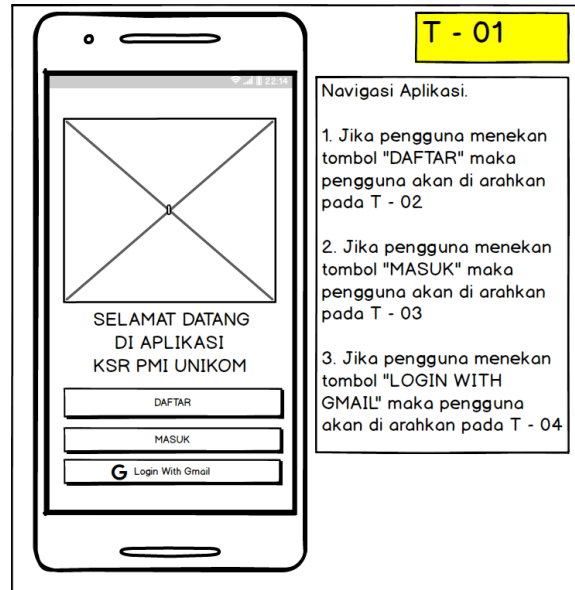 T - 01
22:14
SELAMAT DATANG
DI APLIKASI
KSR PMI UNIKOM
DAFTAR
MASUK
G Login With Gmail
Navigasi Aplikasi.
1. Jika pengguna menekan
tombol "DAFTAR" maka
pengguna akan di arahkan
pada T - 02
2. Jika pengguna menekan
tombol "MASUK" maka
pengguna akan di arahkan
pada T - 03
3. Jika pengguna menekan
tombol "LOGIN WITH
GMAIL" maka pengguna
akan di arahkan pada T - 04